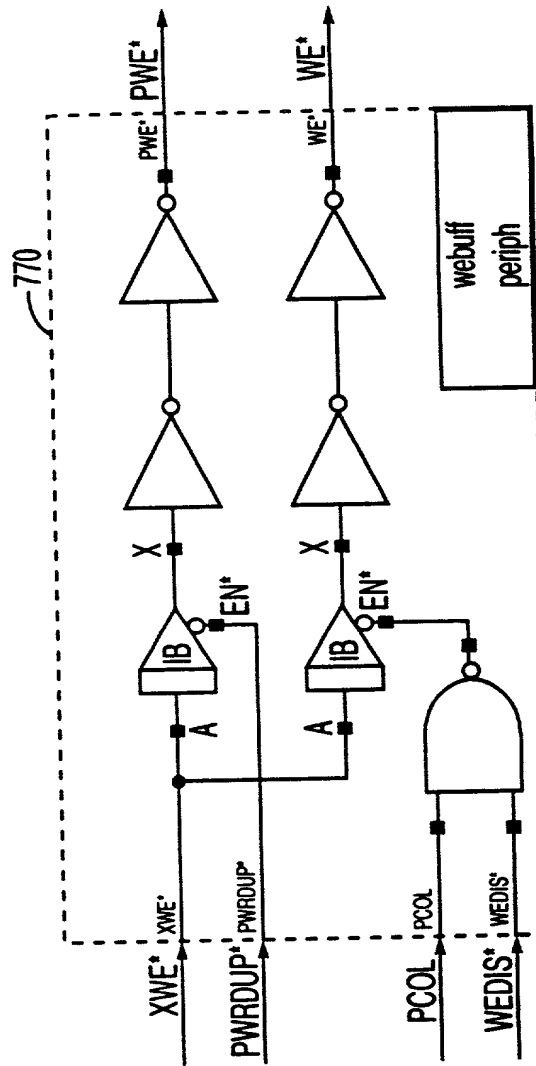 770
XWE*
XWE*
A
IB
EN*
X
PWE*
PWE*
PWRDUP*
PWRDUP*
A
IB
EN*
X
WE*
WE*
PCOL
PCOL
WEDIS*
WEDIS*
webuff
periph